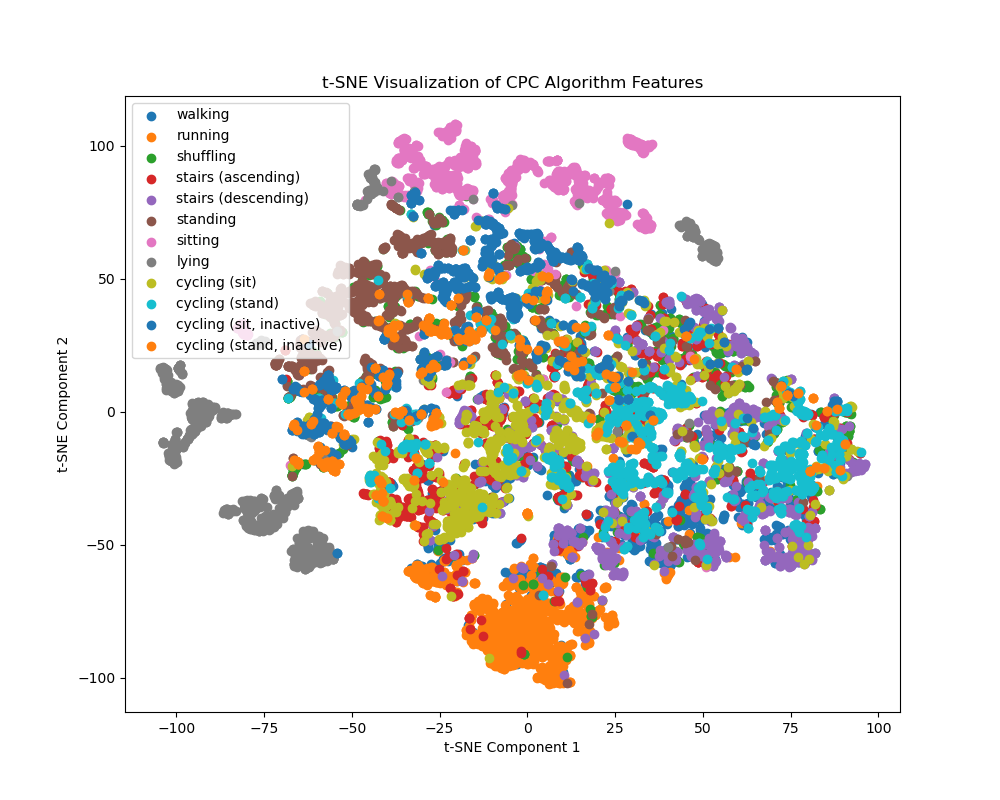 t-SNE Visualization of CPC Algorithm Features
walking
running
shuffling
stairs (ascending)
stairs (descending)
standing
sitting
lying
cycling (sit)
cycling (stand)
cycling (sit, inactive)
cycling (stand, inactive)
100
50
0
−50
−100
t-SNE Component 2
−100 −75 −50 −25 0 25 50 75 100
t-SNE Component 1